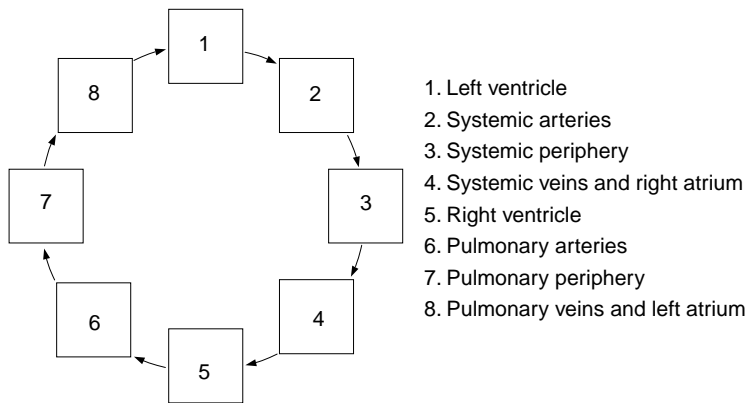 1
2
3
4
5
6
7
8
1. Left ventricle
2. Systemic arteries
3. Systemic periphery
4. Systemic veins and right atrium
5. Right ventricle
6. Pulmonary arteries
7. Pulmonary periphery
8. Pulmonary veins and left atrium